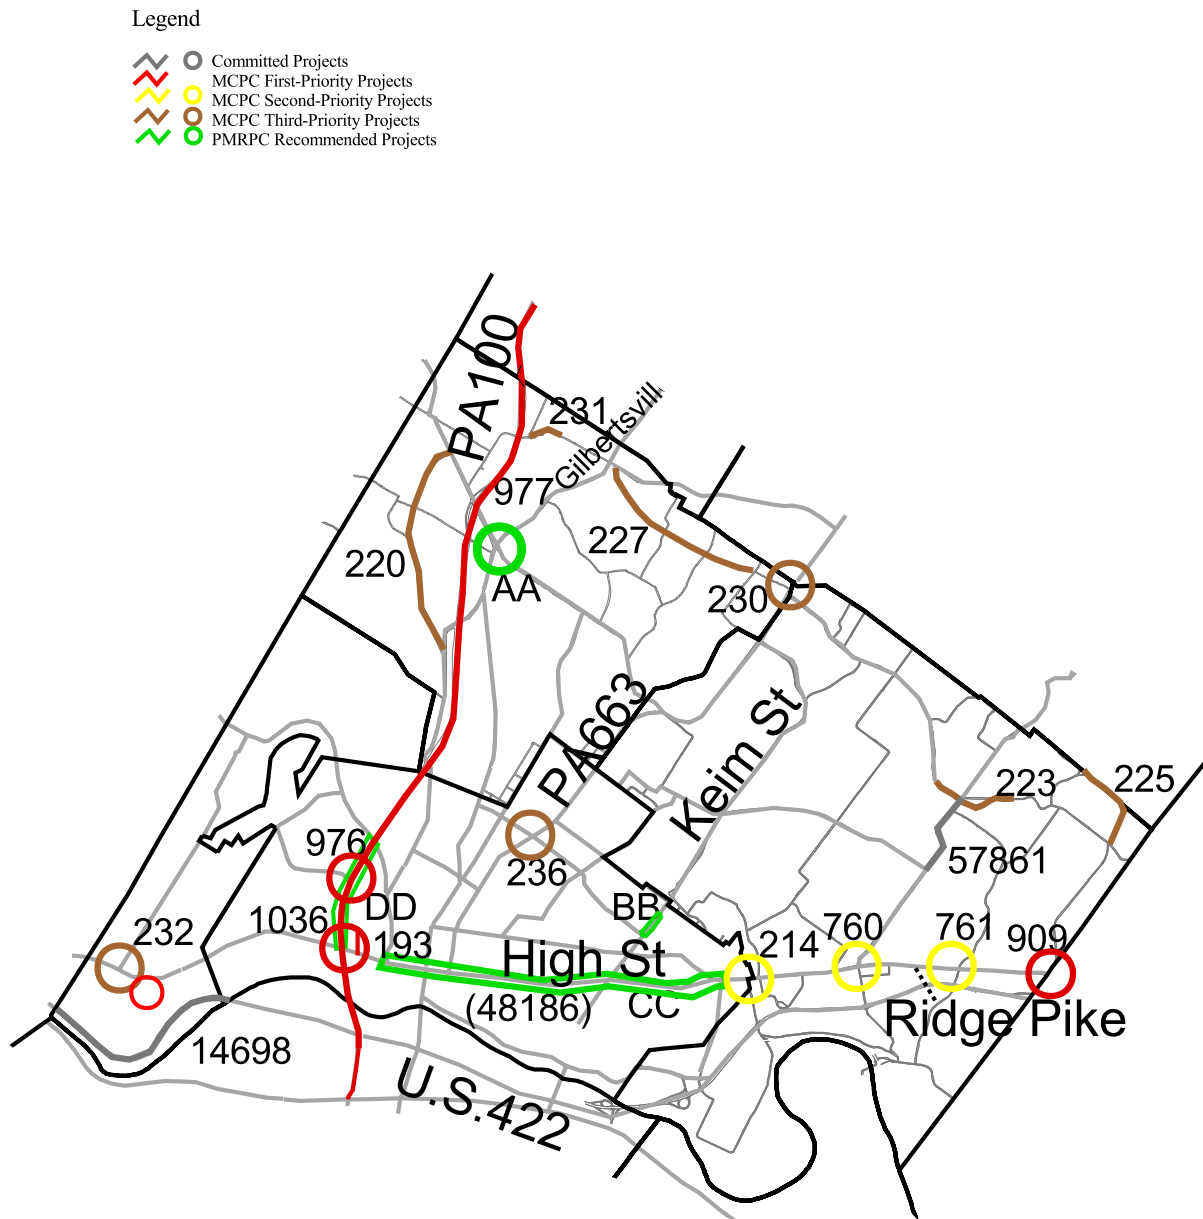 Legend
Committed Projects
MCPC First-Priority Projects
MCPC Second-Priority Projects
MCPC Third-Priority Projects
PMRPC Recommended Projects
PA100
231
Gilbertsvill
977
220
227
AA
230
PA663
Keim St
223
225
976
236
57861
DD
BB
1036
232
193
High St
214
760
761
909
(48186)
CC
Ridge Pike
14698
U.S.422